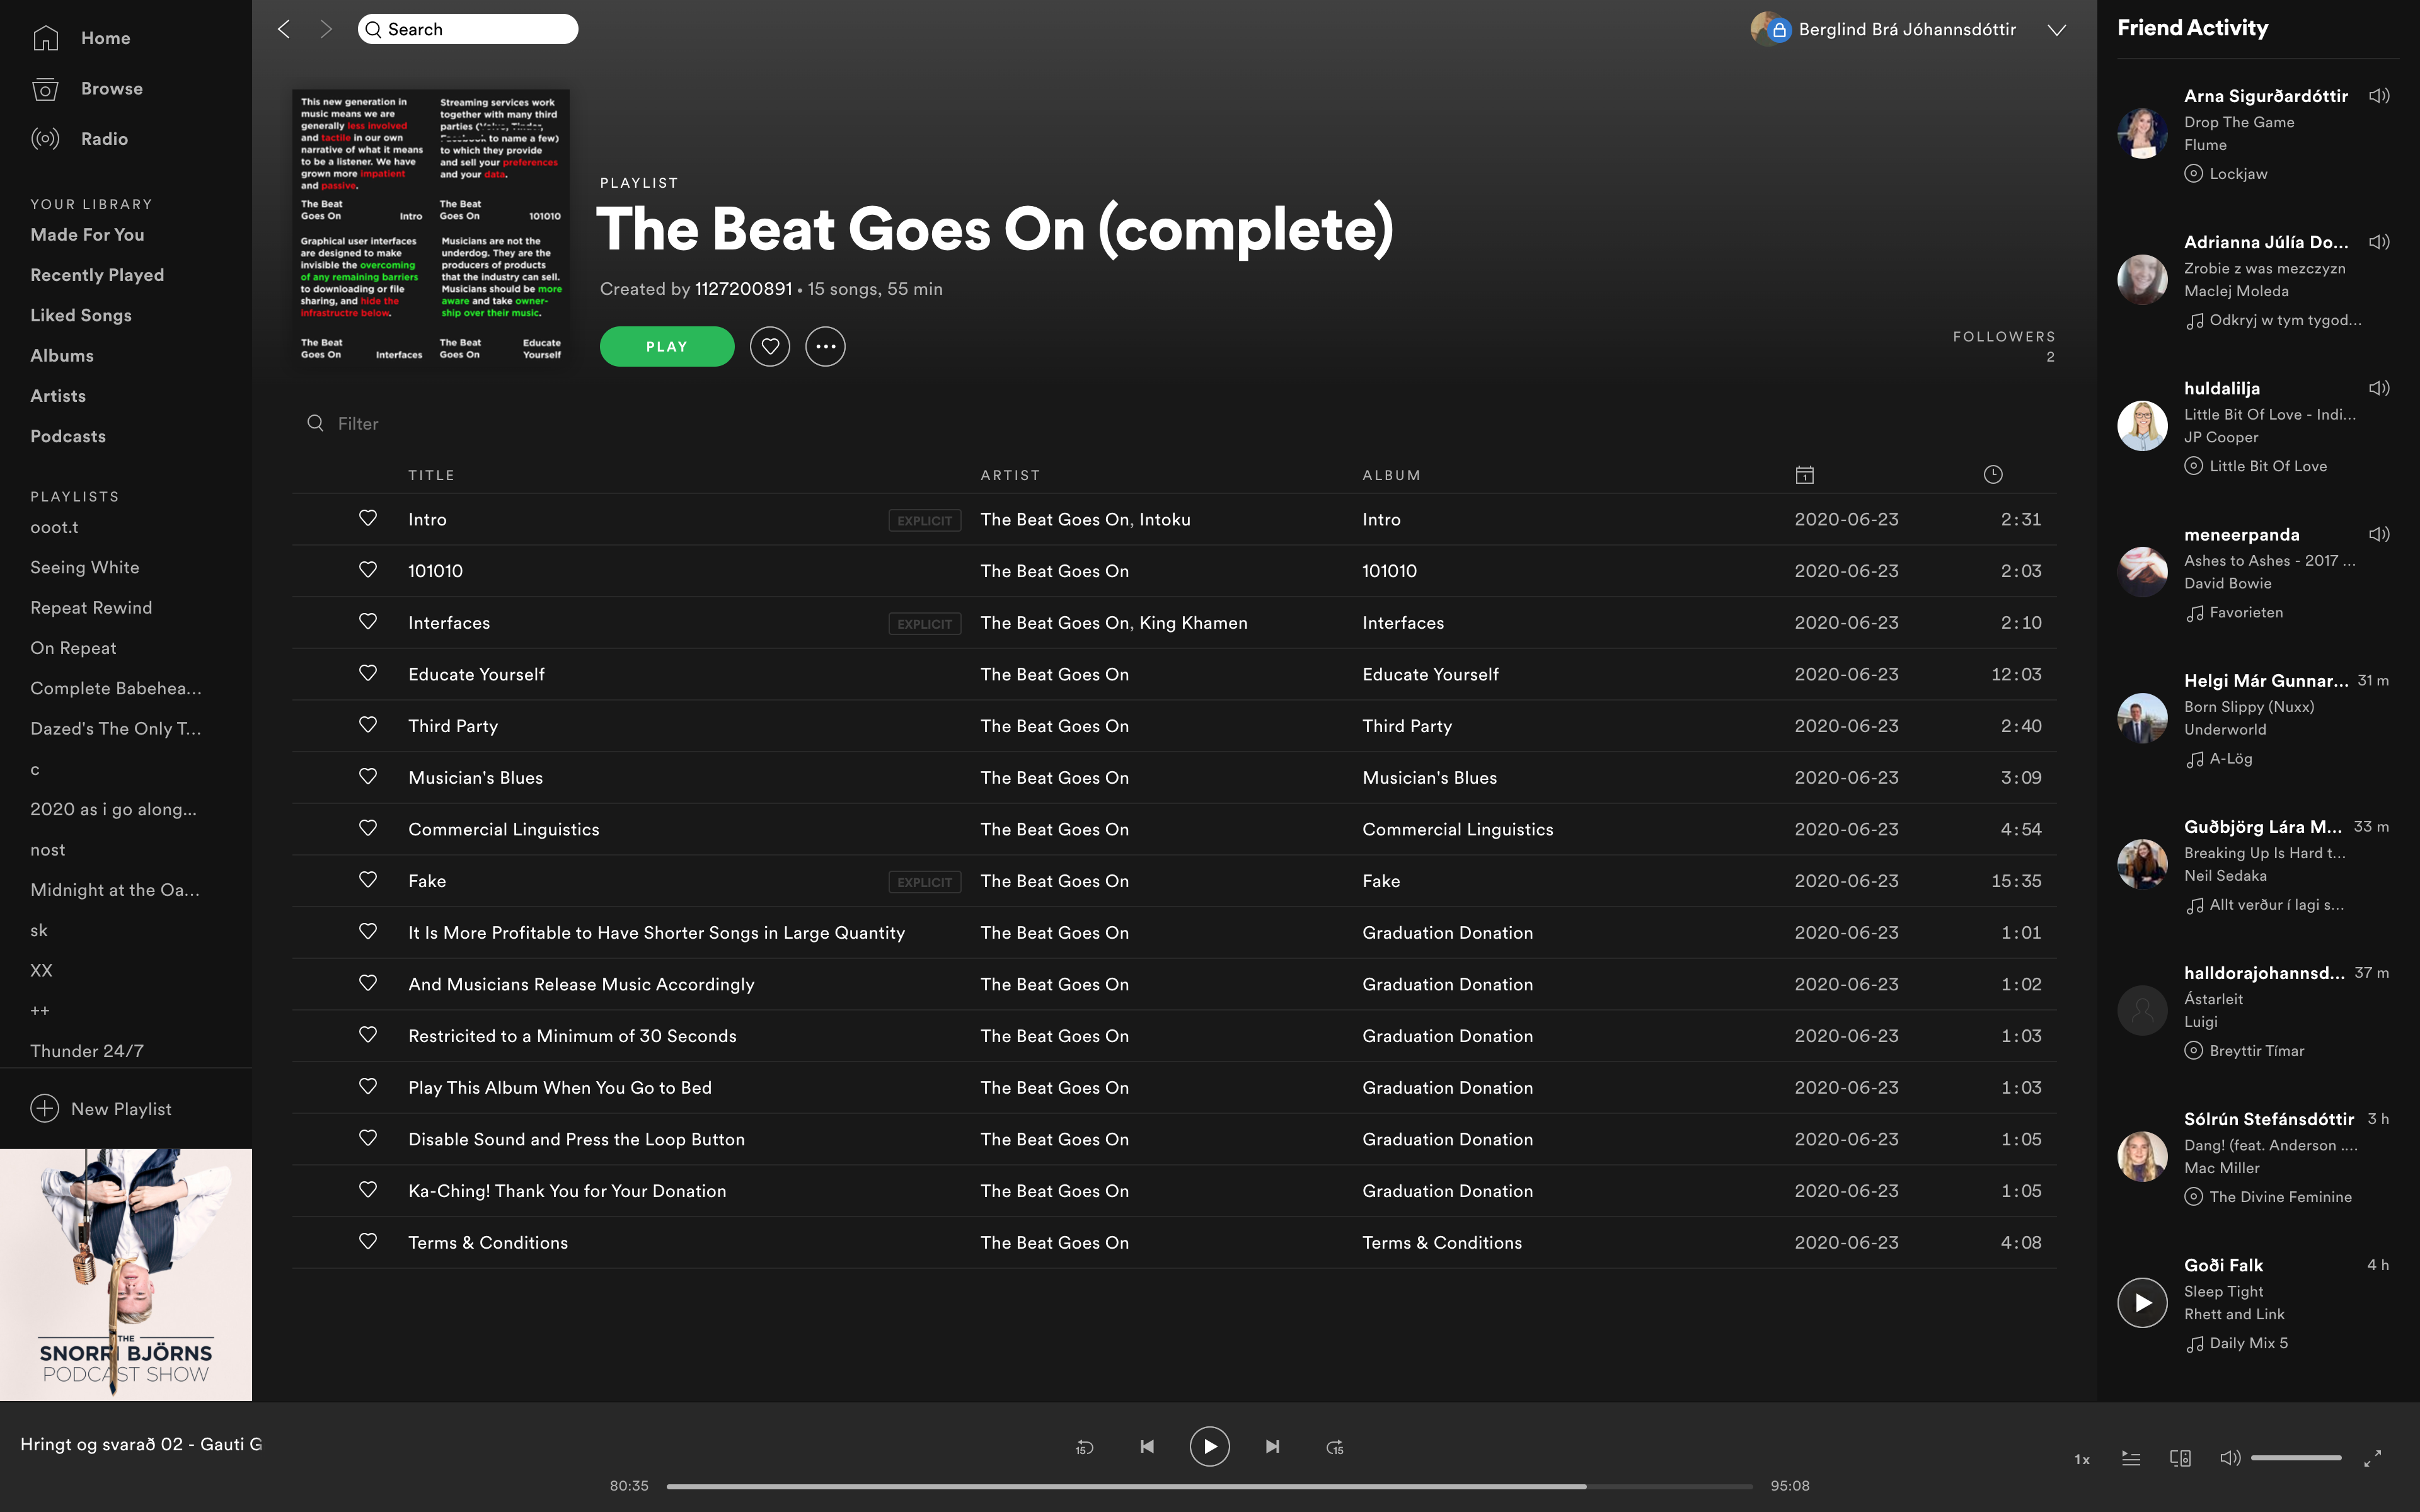 Home
Browse
Radio
YOUR LIBRARY
Made For You
Recently Played
Liked Songs
Albums
Artists
Podcasts
PLAYLISTS
ooot.t
Seeing White
Repeat Rewind
On Repeat
Complete Babehea...
Dazed's The Only T...
c
2020 as i go along...
nost
Midnight at the Oa...
sk
XX
++
Thunder 24/7
New Playlist
THE
SNORRI BJÖRNS
PODCAST SHOW
Search
Berglind Brá Jóhannsdóttir
This new generation in
music means we are
generally less involved
and tactile in our own
narrative of what it means
to be a listener. We have
grown more impatient
and passive.
The Beat
Goes On Intro
Streaming services work
together with many third
parties (Volvo, Tinder,
Facebook to name a few)
to which they provide
and sell your preferences
and your data.
The Beat
Goes On 101010
Graphical user interfaces
are designed to make
invisible the overcoming
of any remaining barriers
to downloading or file
sharing, and hide the
infrastructre below.
The Beat
Goes On Interfaces
Musicians are not the
underdog. They are the
producers of products
that the industry can sell.
Musicians should be more
aware and take owner-
ship over their music.
The Beat Educate
Goes On Yourself
PLAYLIST
The Beat Goes On (complete)
Created by 1127200891 • 15 songs, 55 min
PLAY
FOLLOWERS
2
Filter
TITLE ARTIST ALBUM
Intro EXPLICIT The Beat Goes On, Intoku Intro 2020-06-23 2:31
101010 The Beat Goes On 101010 2020-06-23 2:03
Interfaces EXPLICIT The Beat Goes On, King Khamen Interfaces 2020-06-23 2:10
Educate Yourself The Beat Goes On Educate Yourself 2020-06-23 12:03
Third Party The Beat Goes On Third Party 2020-06-23 2:40
Musician's Blues The Beat Goes On Musician's Blues 2020-06-23 3:09
Commercial Linguistics The Beat Goes On Commercial Linguistics 2020-06-23 4:54
Fake EXPLICIT The Beat Goes On Fake 2020-06-23 15:35
It Is More Profitable to Have Shorter Songs in Large Quantity The Beat Goes On Graduation Donation 2020-06-23 1:01
And Musicians Release Music Accordingly The Beat Goes On Graduation Donation 2020-06-23 1:02
Restricited to a Minimum of 30 Seconds The Beat Goes On Graduation Donation 2020-06-23 1:03
Play This Album When You Go to Bed The Beat Goes On Graduation Donation 2020-06-23 1:03
Disable Sound and Press the Loop Button The Beat Goes On Graduation Donation 2020-06-23 1:05
Ka-Ching! Thank You for Your Donation The Beat Goes On Graduation Donation 2020-06-23 1:05
Terms & Conditions The Beat Goes On Terms & Conditions 2020-06-23 4:08
Friend Activity
Arna Sigurðardóttir
Drop The Game
Flume
Lockjaw
Adrianna Júlía Do...
Zrobie z was mezczyzn
Maclej Moleda
Odkryj w tym tygod...
huldalilja
Little Bit Of Love - Indi...
JP Cooper
Little Bit Of Love
meneerpanda
Ashes to Ashes - 2017 ...
David Bowie
Favorieten
Helgi Már Gunnar... 31 m
Born Slippy (Nuxx)
Underworld
A-Lög
Guðbjörg Lára M... 33 m
Breaking Up Is Hard t...
Neil Sedaka
Allt verður í lagi s...
halldorajohannsd... 37 m
Ástarleit
Luigi
Breyttir Tímar
Sólrún Stefánsdóttir 3 h
Dang! (feat. Anderson ....
Mac Miller
The Divine Feminine
Goði Falk 4 h
Sleep Tight
Rhett and Link
Daily Mix 5
Hringt og svarað 02 - Gauti G
15 15
80:35 95:08
1x